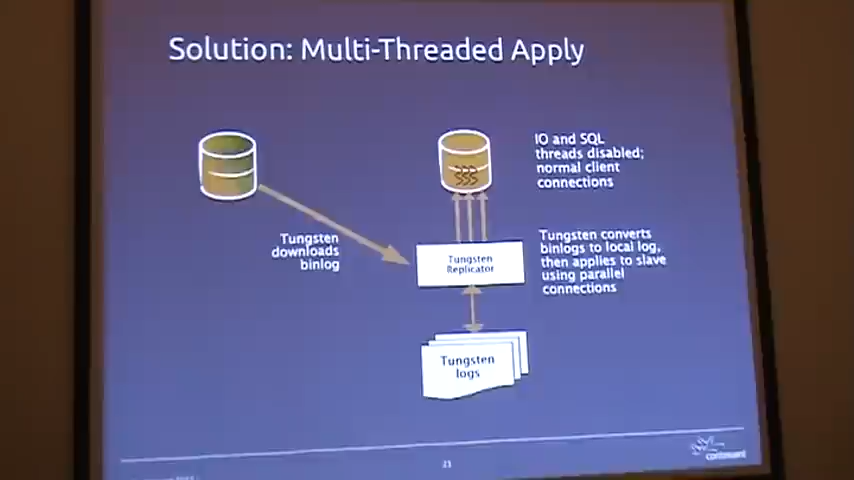 Solution: Multi-Threaded Apply
IO and SQL
threads disabled;
normal client
connections
Tungsten
downloads
binlog
Tungsten
Replicator
Tungsten converts
binlogs to local log,
then applies to slave
using parallel
connections
Tungsten
logs
21
continuent